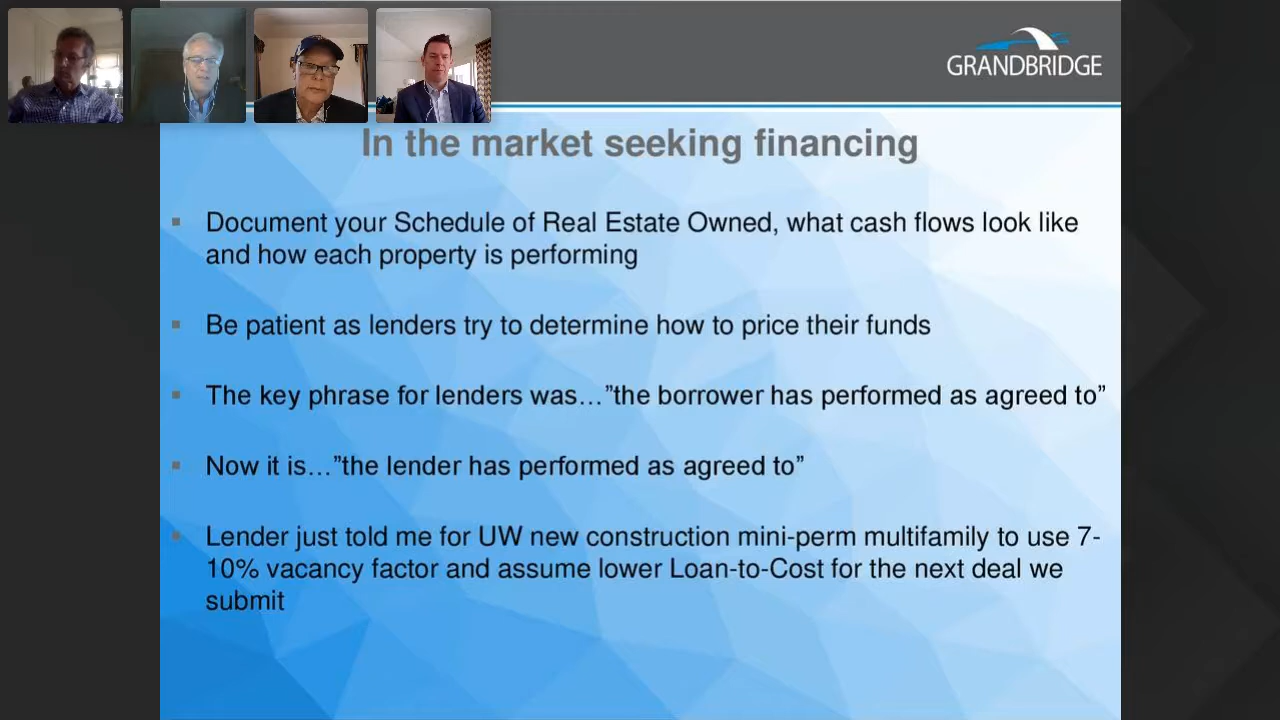 GRANDBRIDGE
In the market seeking financing
Document your Schedule of Real Estate Owned, what cash flows look like
and how each property is performing
Be patient as lenders try to determine how to price their funds
The key phrase for lenders was…”the borrower has performed as agreed to”
Now it is…”the lender has performed as agreed to”
Lender just told me for UW new construction mini-perm multifamily to use 7-
10% vacancy factor and assume lower Loan-to-Cost for the next deal we
submit